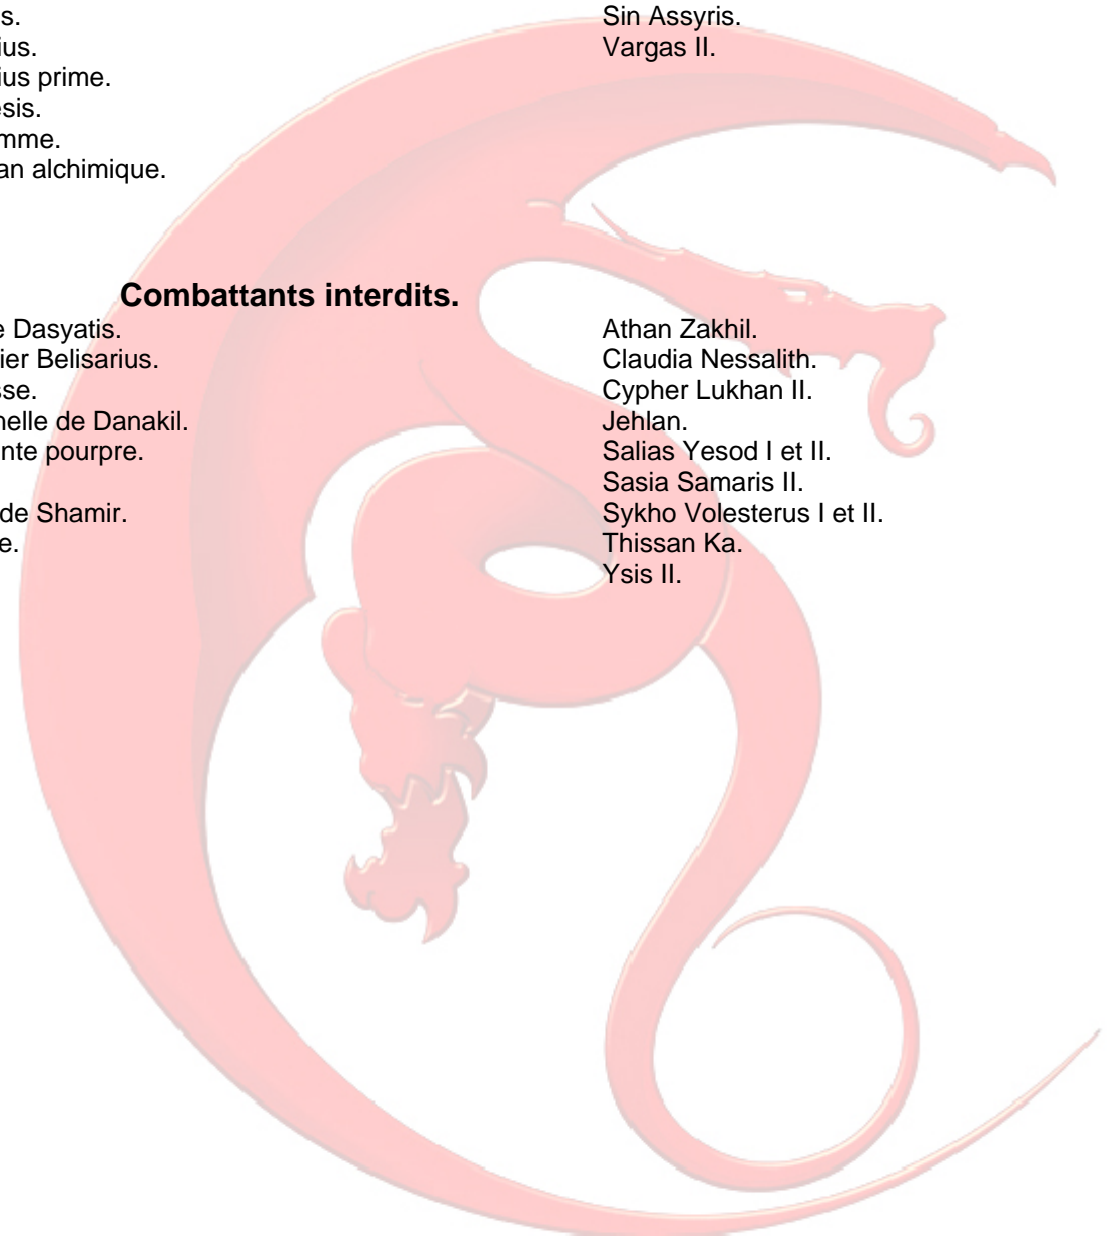 s.
ius.
ius prime.
esis.
mme.
an alchimique.
Sin Assyris.
Vargas II.
Combattants interdits.
e Dasyatis.
ier Belisarius.
sse.
nelle de Danakil.
nte pourpre.
de Shamir.
e.
Athan Zakhil.
Claudia Nessalith.
Cypher Lukhan II.
Jehlan.
Salias Yesod I et II.
Sasia Samaris II.
Sykho Volesterus I et II.
Thissan Ka.
Ysis II.